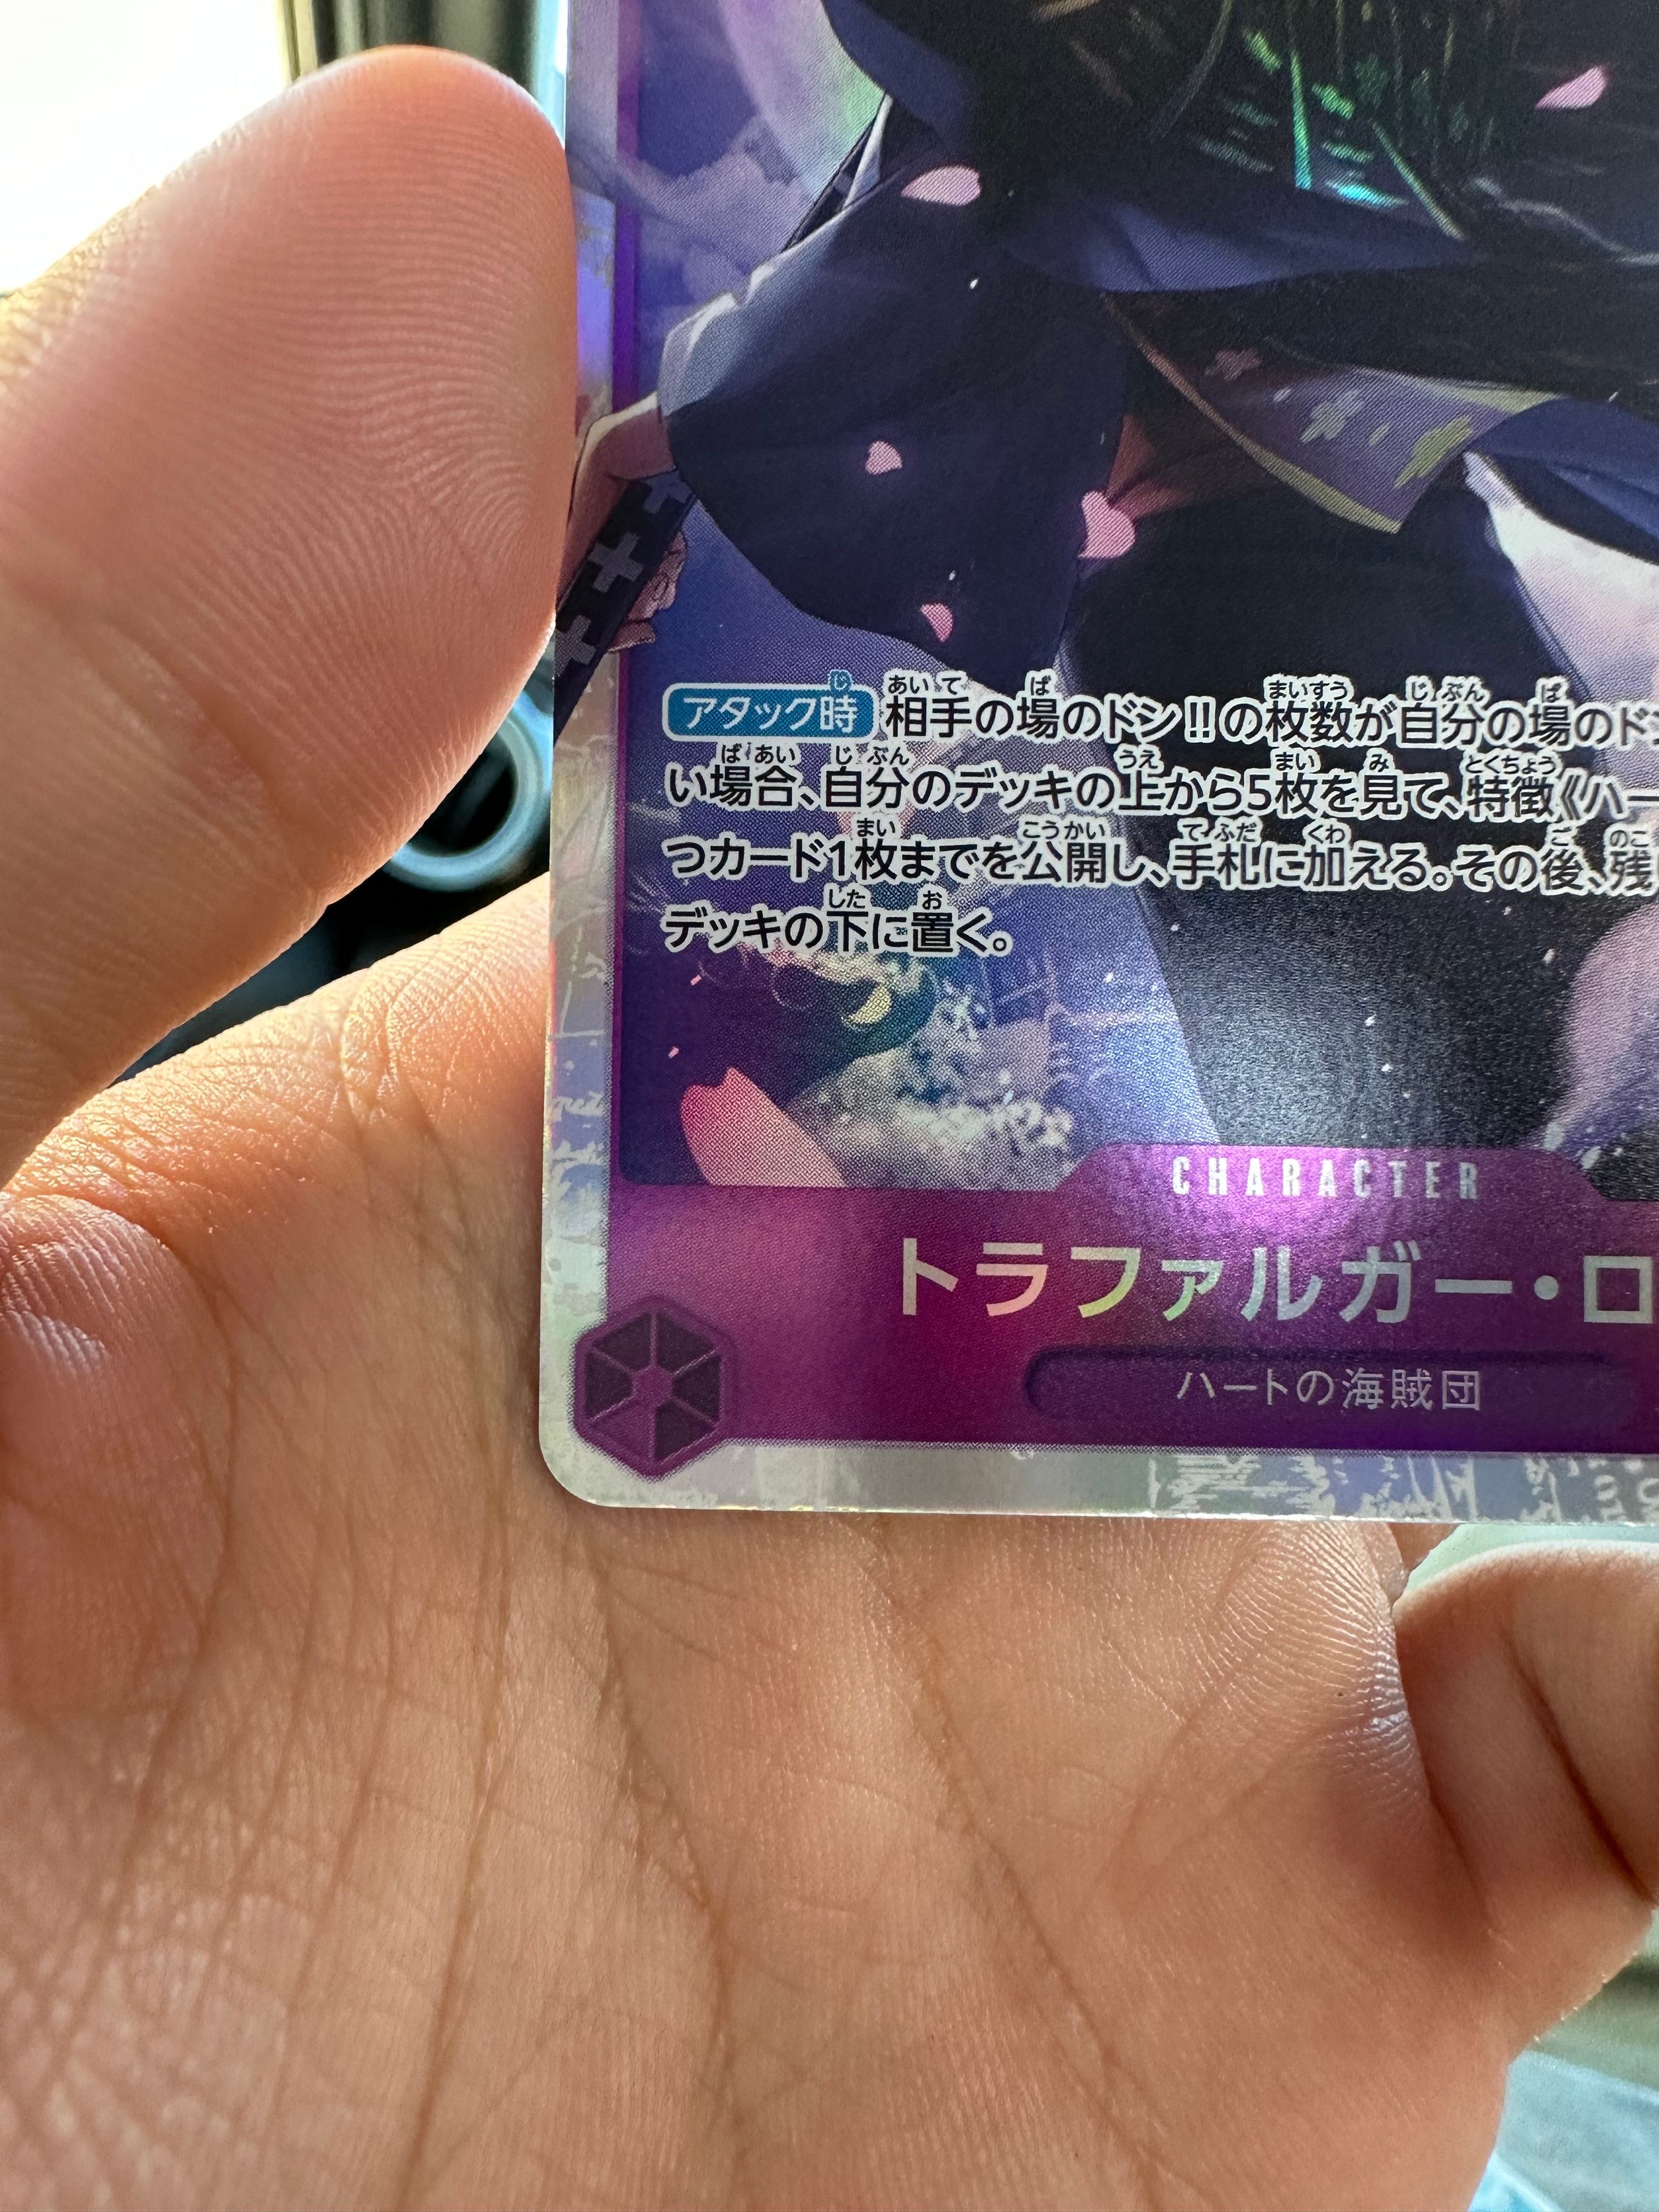 アタック時 相手の場のドン!!の枚数が自分の場のド
い場合、自分のデッキの上から5枚を見て、特徴《ハー
つカード1枚までを公開し、手札に加える。その後、残
デッキの下に置く。
CHARACTER
トラファルガー・ロ
ハートの海賊団